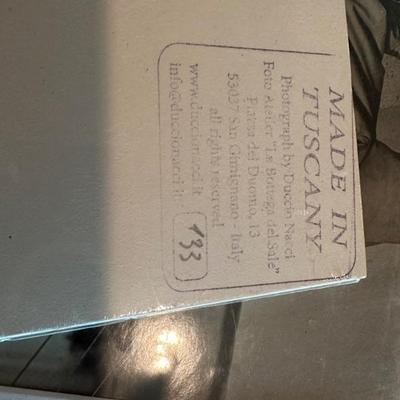 MADE IN
TUSCANY
Photograph by Duccio Nacci
Foto Atelier "La Bottega del Sale"
Piazza del Duomo, 13
53037 San Gimignano - Italy
all rights reserved
www.duccionacci.it
info@duccionacci.it
133